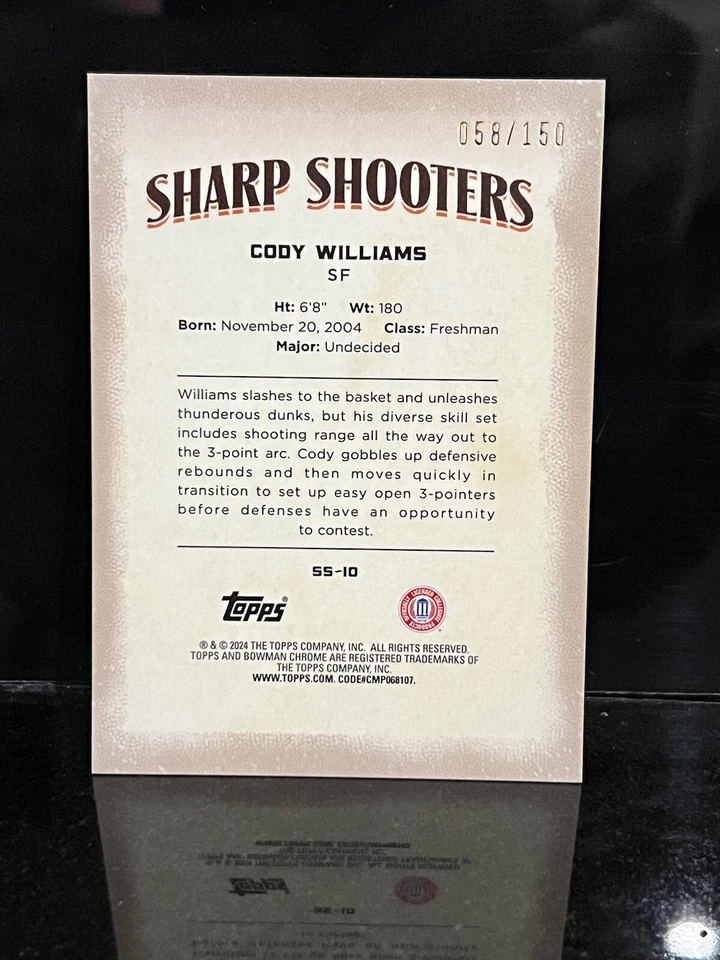 058/150
SHARP SHOOTERS
CODY WILLIAMS
SF
Ht: 6'8" Wt: 180
Born: November 20, 2004 Class: Freshman
Major: Undecided
Williams slashes to the basket and unleashes
thunderous dunks, but his diverse skill set
includes shooting range all the way out to
the 3-point arc. Cody gobbles up defensive
rebounds and then moves quickly in
transition to set up easy open 3-pointers
before defenses have an opportunity
to contest.
SS-10
Topps®
OFFICIALLY LICENSED COLLEGIATE PRODUCTS
® & © 2024 THE TOPPS COMPANY, INC. ALL RIGHTS RESERVED.
TOPPS AND BOWMAN CHROME ARE REGISTERED TRADEMARKS OF
THE TOPPS COMPANY, INC.
WWW.TOPPS.COM. CODE#CMP068107.